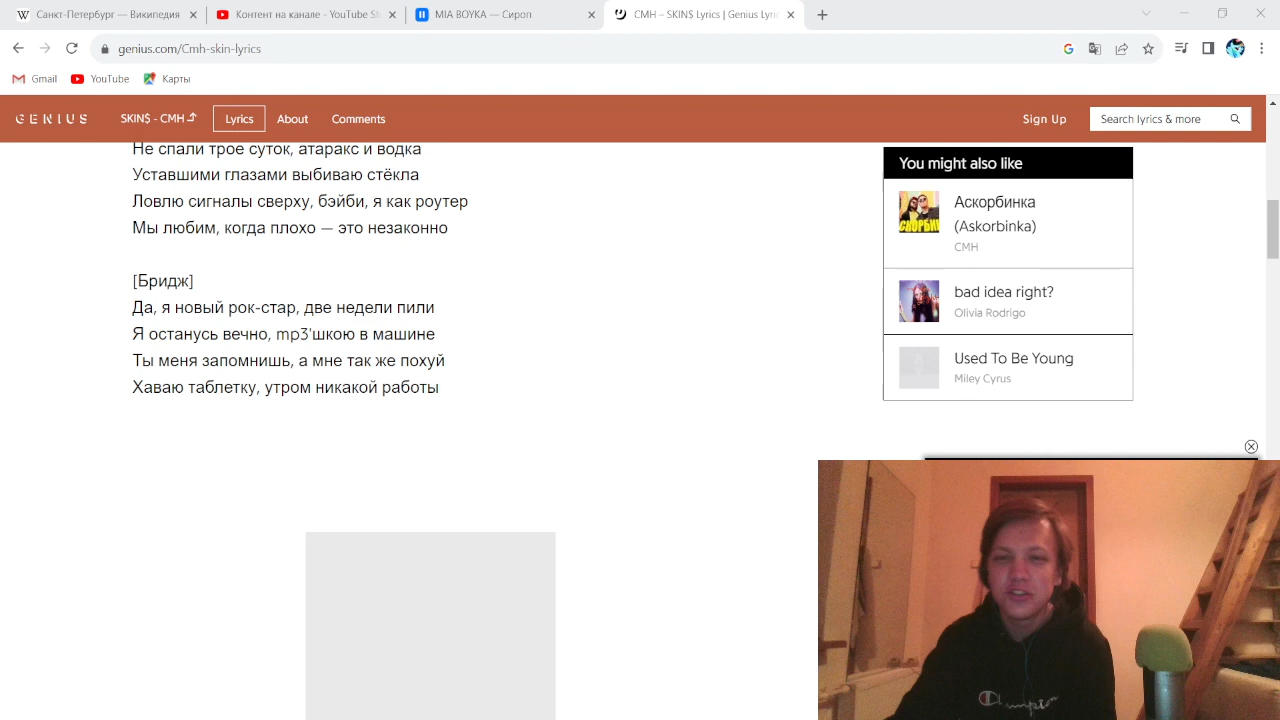 Санкт-Петербург — Википедия
Контент на канале - YouTube St
MIA BOYKA — Сироп
CMH – SKIN$ Lyrics | Genius Lyri
genius.com/Cmh-skin-lyrics
Gmail
YouTube
Карты
GENIUS
SKIN$ - CMH
Lyrics
About
Comments
Sign Up
Search lyrics & more
Не спали трое суток, атаракс и водка
Уставшими глазами выбиваю стёкла
Ловлю сигналы сверху, бэйби, я как роутер
Мы любим, когда плохо — это незаконно
[Бридж]
Да, я новый рок-стар, две недели пили
Я останусь вечно, mp3'шкою в машине
Ты меня запомнишь, а мне так же похуй
Хаваю таблетку, утром никакой работы
You might also like
Аскорбинка
(Askorbinka)
CMH
bad idea right?
Olivia Rodrigo
Used To Be Young
Miley Cyrus
Champion